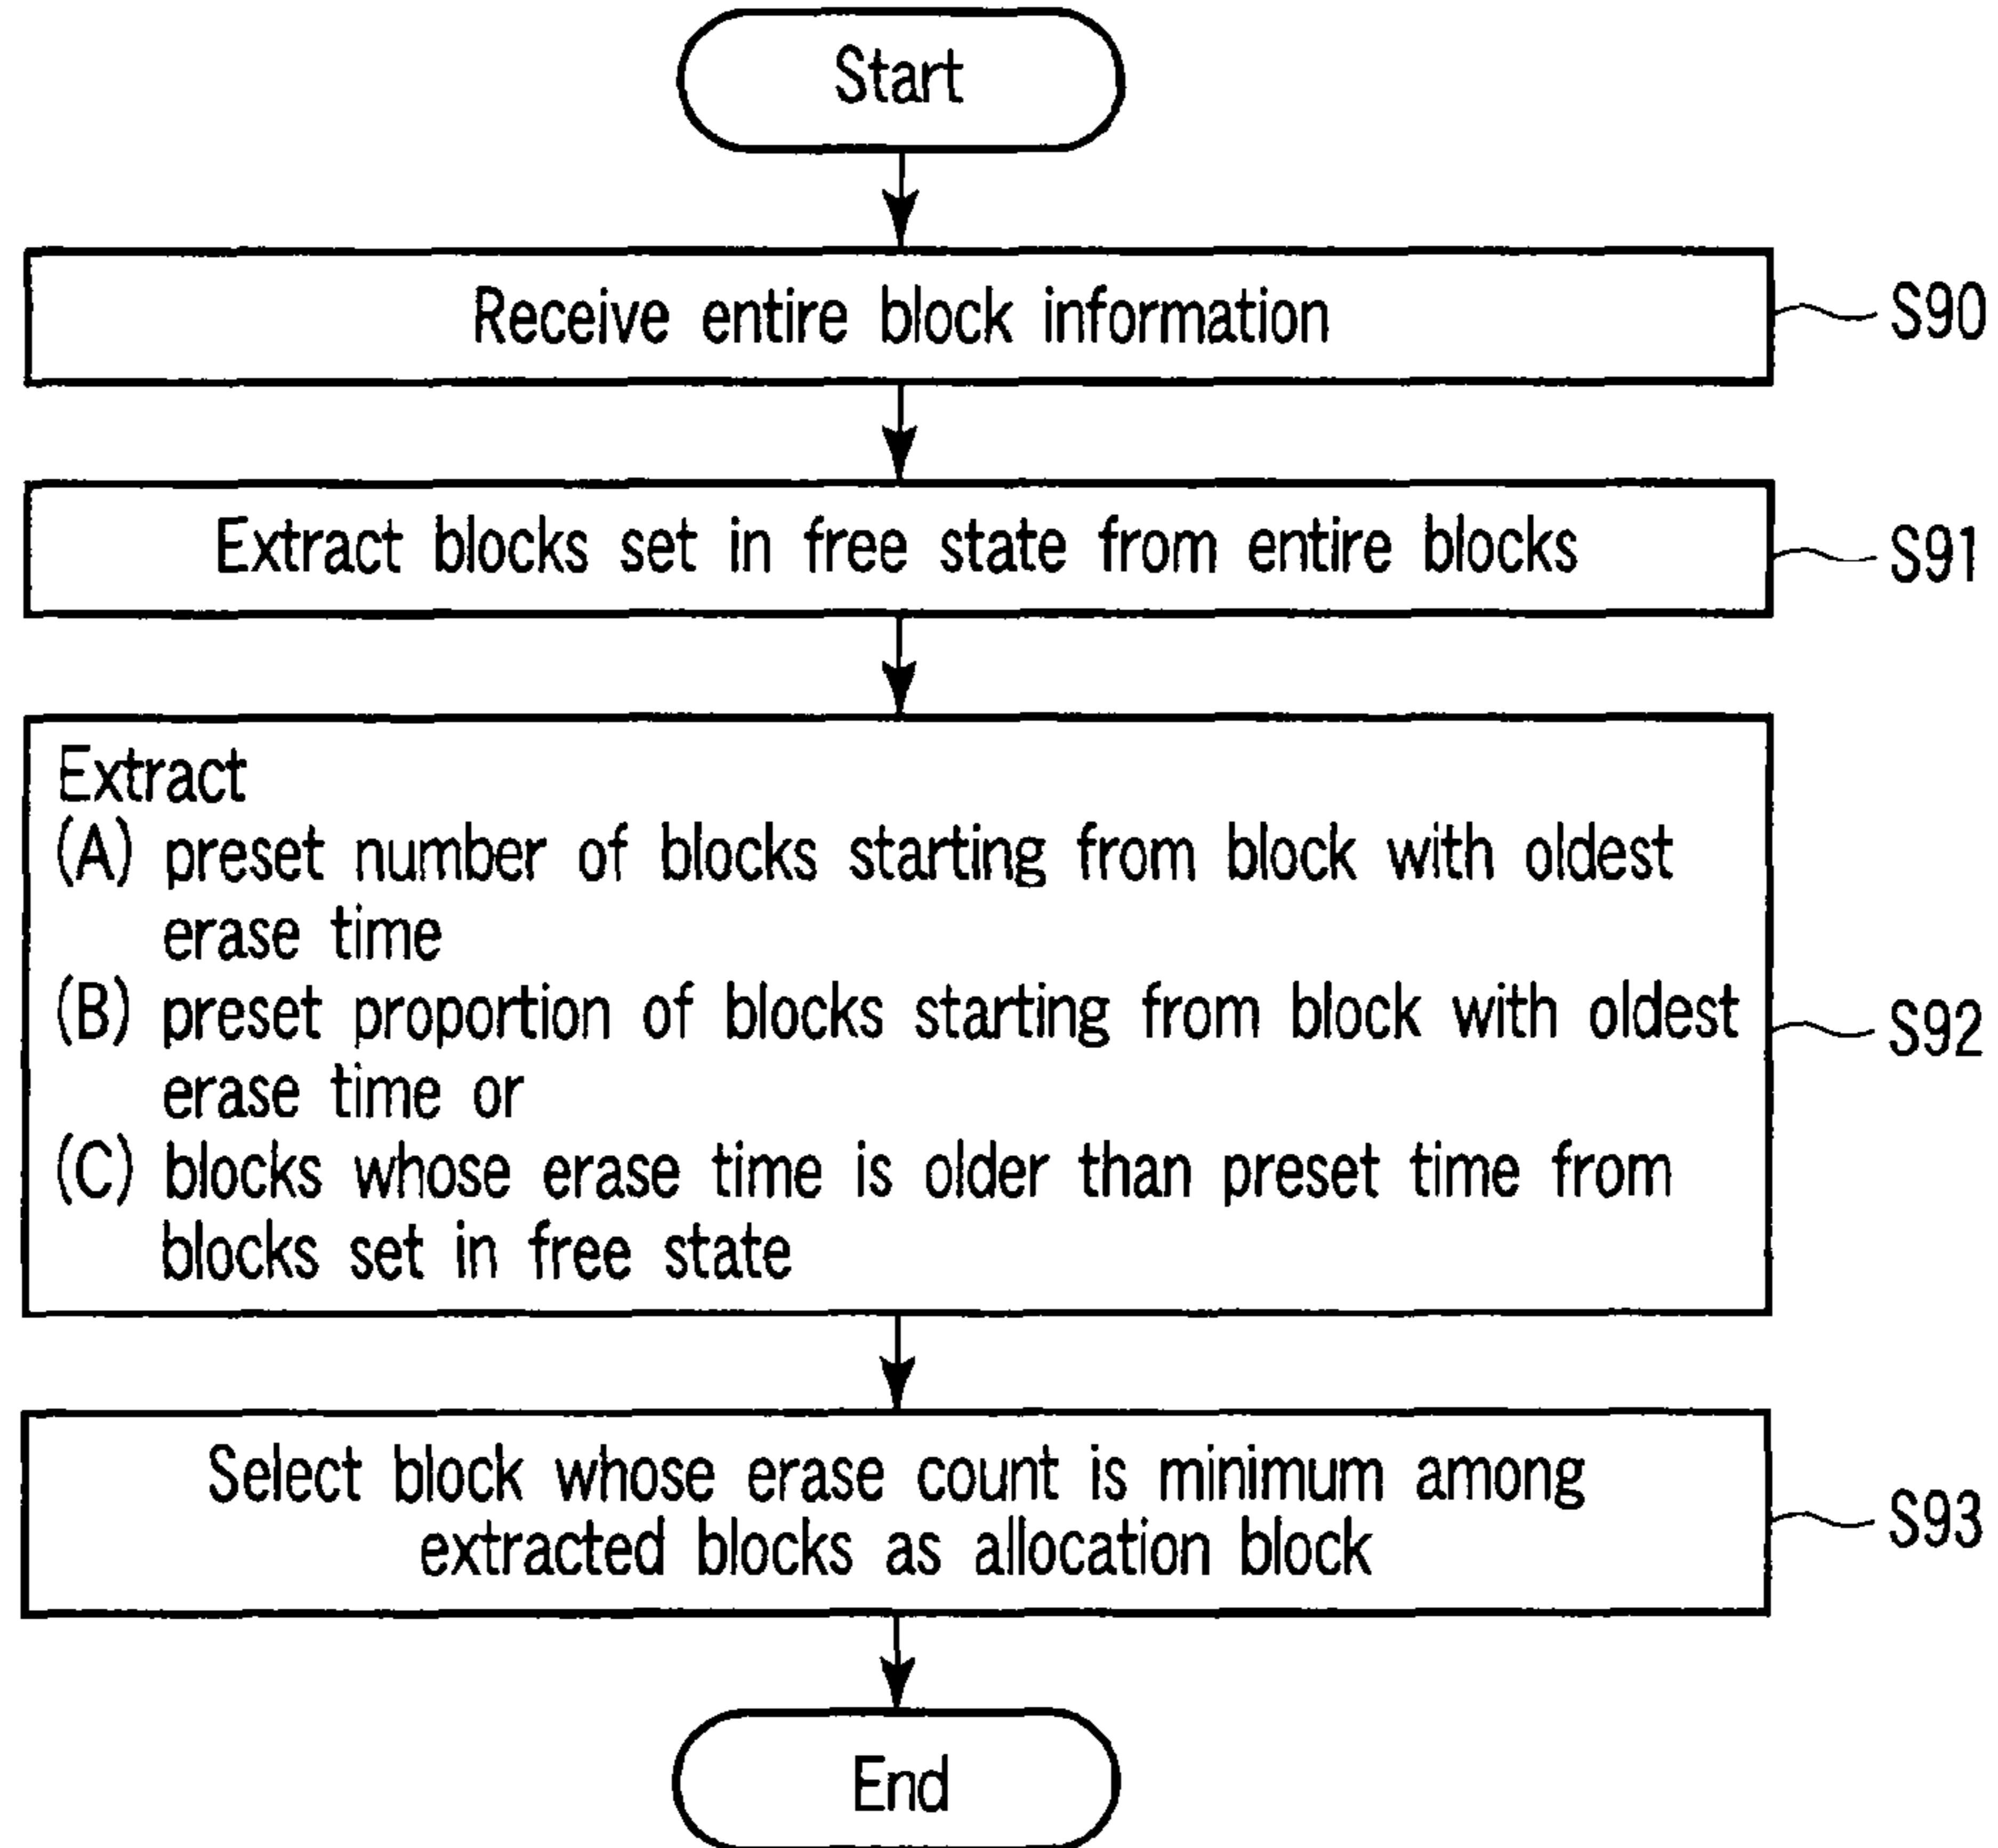 Start
Receive entire block information
S90
Extract blocks set in free state from entire blocks
S91
Extract
(A) preset number of blocks starting from block with oldest
erase time
(B) preset proportion of blocks starting from block with oldest
erase time or
(C) blocks whose erase time is older than preset time from
blocks set in free state
S92
Select block whose erase count is minimum among
extracted blocks as allocation block
S93
End